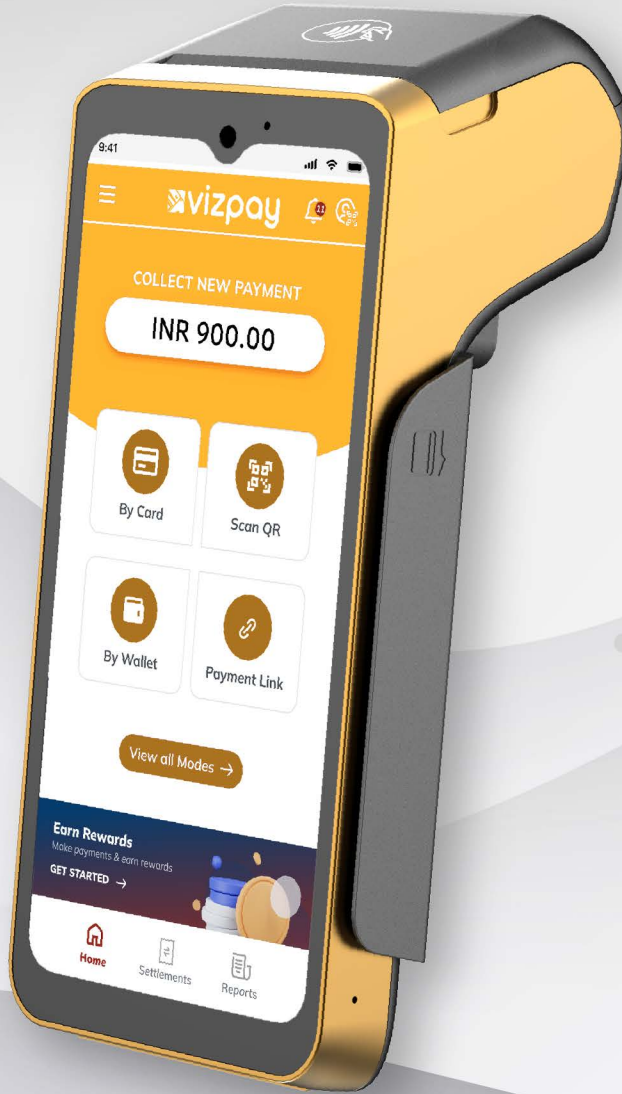 9:41
vizpay
11
COLLECT NEW PAYMENT
INR 900.00
By Card
Scan QR
By Wallet
Payment Link
View all Modes →
Earn Rewards
Make payments & earn rewards
GET STARTED →
Home
Settlements
Reports